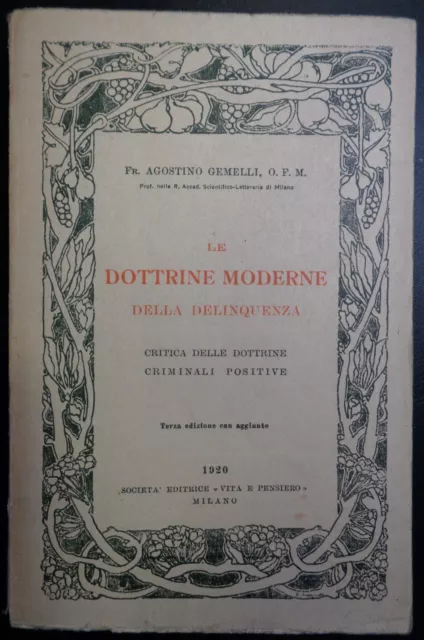 FR. AGOSTINO GEMELLI, O. F. M.
Prof. nella R. Accad. Scientifico-Letteraria di Milano
LE
DOTTRINE MODERNE
DELLA DELINQUENZA
CRITICA DELLE DOTTRINE
CRIMINALI POSITIVE
Terza edizione con aggiunte
1920
SOCIETA' EDITRICE « VITA E PENSIERO »
MILANO